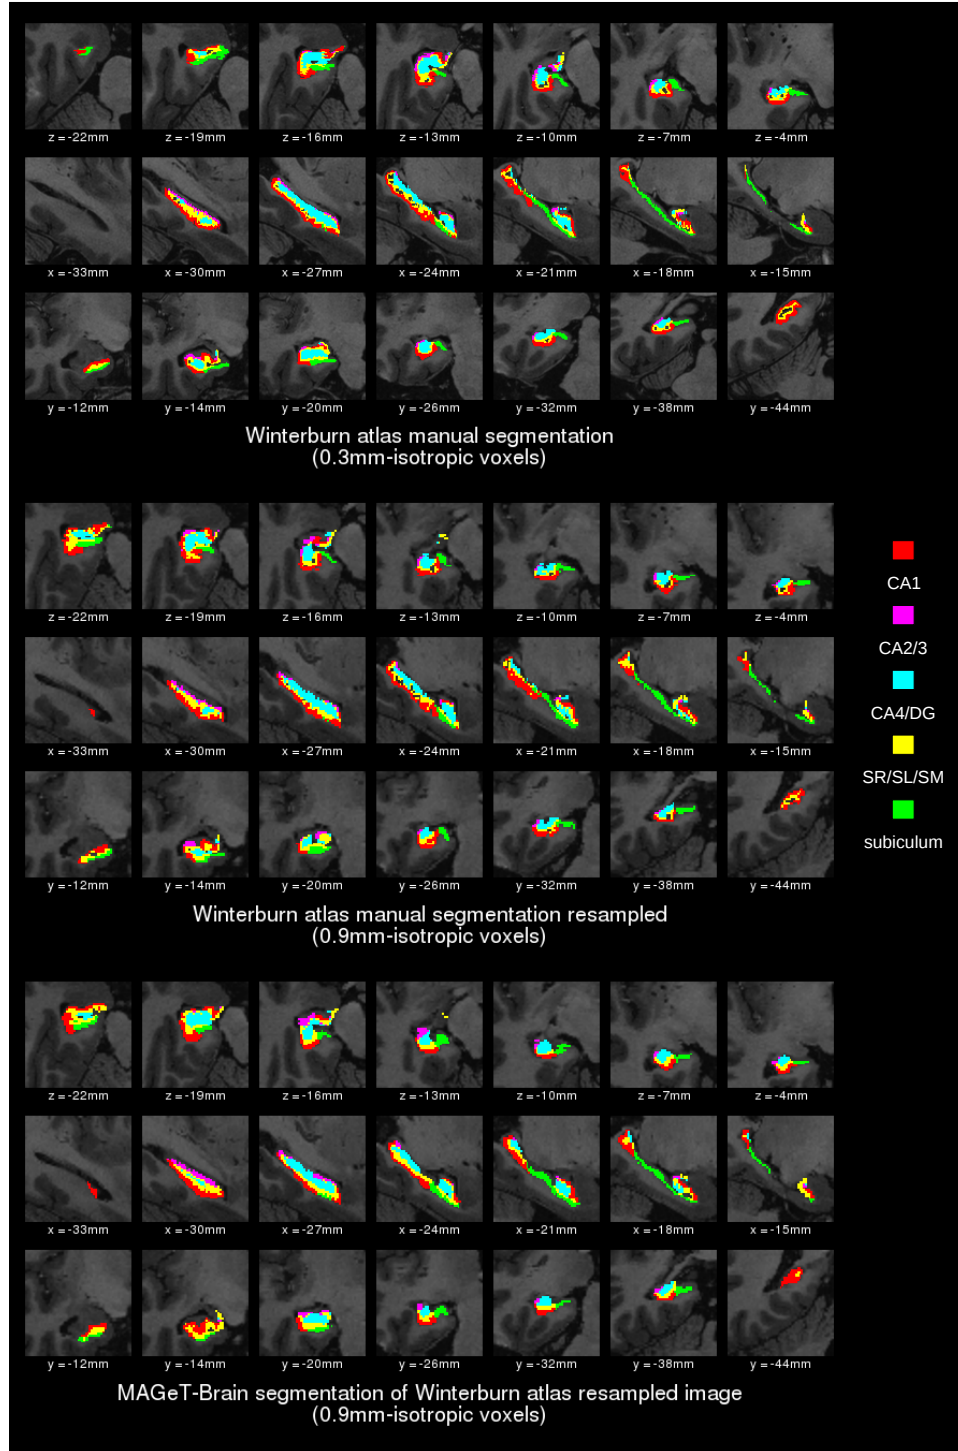 z = -22mm z = -19mm z = -16mm z = -13mm z = -10mm z = -7mm z = -4mm
x = -33mm x = -30mm x = -27mm x = -24mm x = -21mm x = -18mm x = -15mm
y = -12mm y = -14mm y = -20mm y = -26mm y = -32mm y = -38mm y = -44mm
Winterburn atlas manual segmentation
(0.3mm-isotropic voxels)
z = -22mm z = -19mm z = -16mm z = -13mm z = -10mm z = -7mm z = -4mm
x = -33mm x = -30mm x = -27mm x = -24mm x = -21mm x = -18mm x = -15mm
y = -12mm y = -14mm y = -20mm y = -26mm y = -32mm y = -38mm y = -44mm
Winterburn atlas manual segmentation resampled
(0.9mm-isotropic voxels)
z = -22mm z = -19mm z = -16mm z = -13mm z = -10mm z = -7mm z = -4mm
x = -33mm x = -30mm x = -27mm x = -24mm x = -21mm x = -18mm x = -15mm
y = -12mm y = -14mm y = -20mm y = -26mm y = -32mm y = -38mm y = -44mm
MAGeT-Brain segmentation of Winterburn atlas resampled image
(0.9mm-isotropic voxels)
CA1
CA2/3
CA4/DG
SR/SL/SM
subiculum